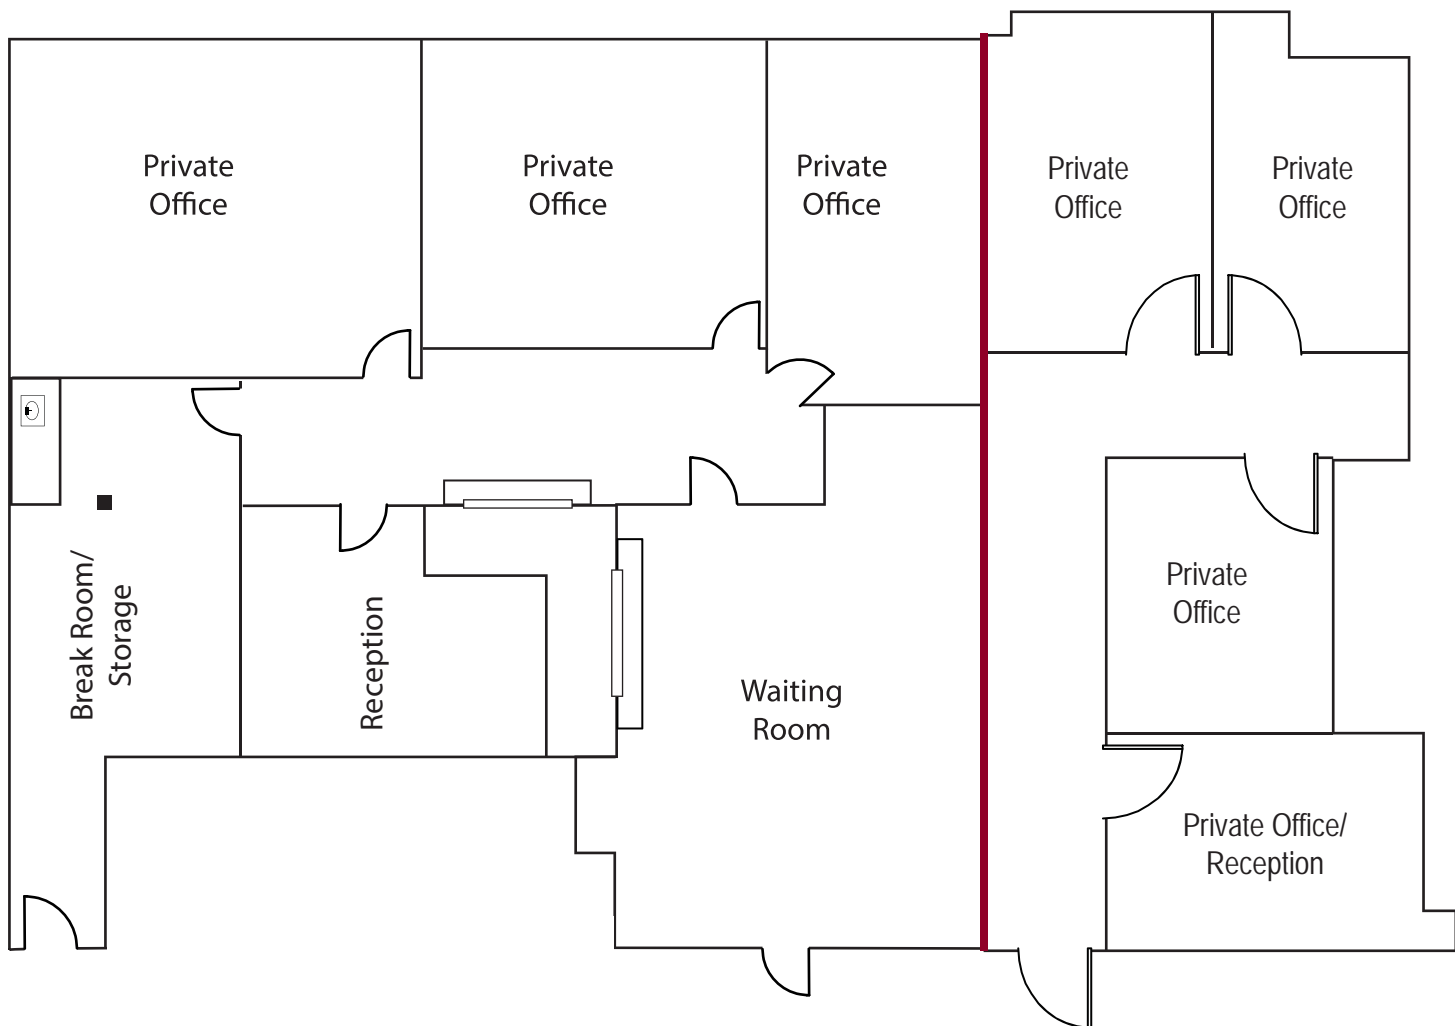 Private
Office
Private
Office
Private
Office
Private
Office
Private
Office
Break Room/
Storage
Reception
Waiting
Room
Private
Office
Private Office/
Reception